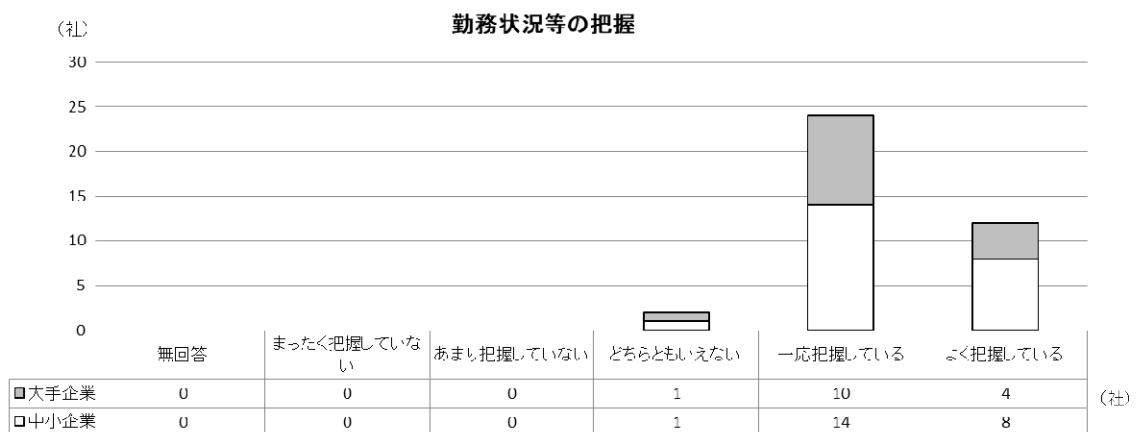 勤務状況等の把握
（社）
30
25
20
15
10
5
0
無回答 まったく把握していな あまり把握していない どちらともいえない 一応把握している よく把握している
い
大手企業 0 0 0 1 10 4
（社）
中小企業 0 0 0 1 14 8